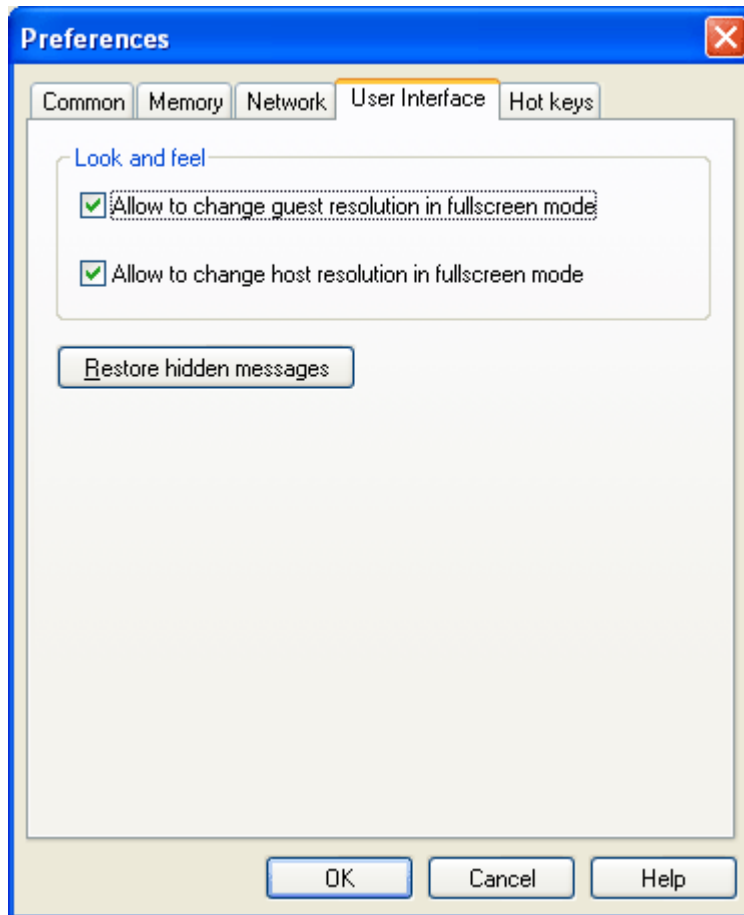 Preferences
Common Memory Network User Interface Hot keys
Look and feel
Allow to change guest resolution in fullscreen mode
Allow to change host resolution in fullscreen mode
Restore hidden messages
OK Cancel Help